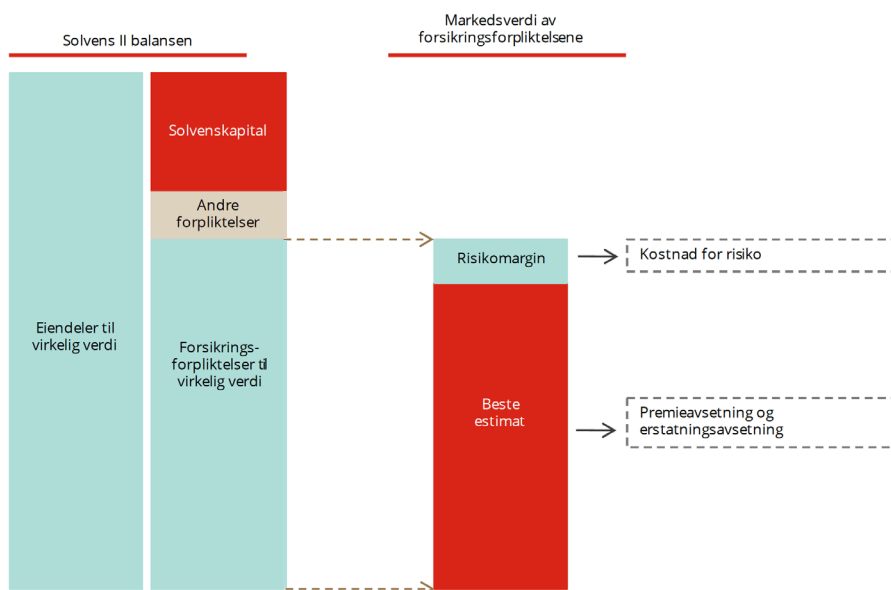 Solvens II balansen
Markedsverdi av
forsikringsforpliktelsene
Eiendeler til
virkelig verdi
Solvenskapital
Andre
forpliktelser
Forsikrings-
forpliktelser til
virkelig verdi
Risikomargin
Beste
estimat
Kostnad for risiko
Premieavsetning og
erstatningsavsetning